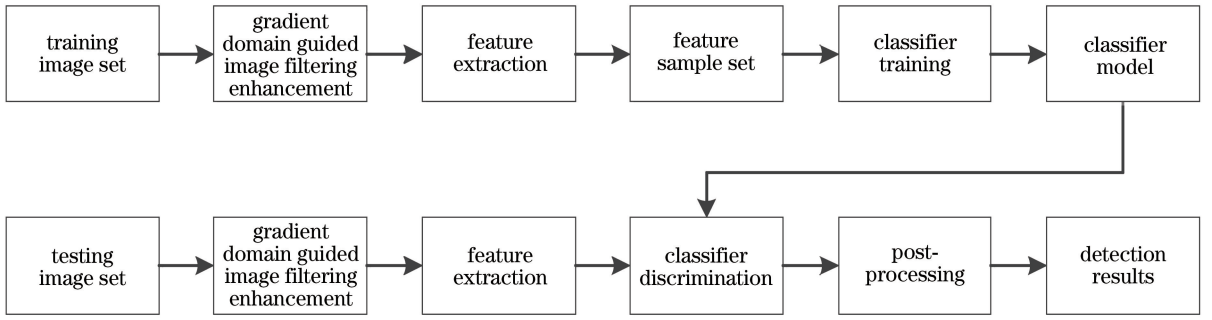 training
image set
gradient
domain guided
image filtering
enhancement
feature
extraction
feature
sample set
classifier
training
classifier
model
testing
image set
gradient
domain guided
image filtering
enhancement
feature
extraction
classifier
discrimination
post-
processing
detection
results